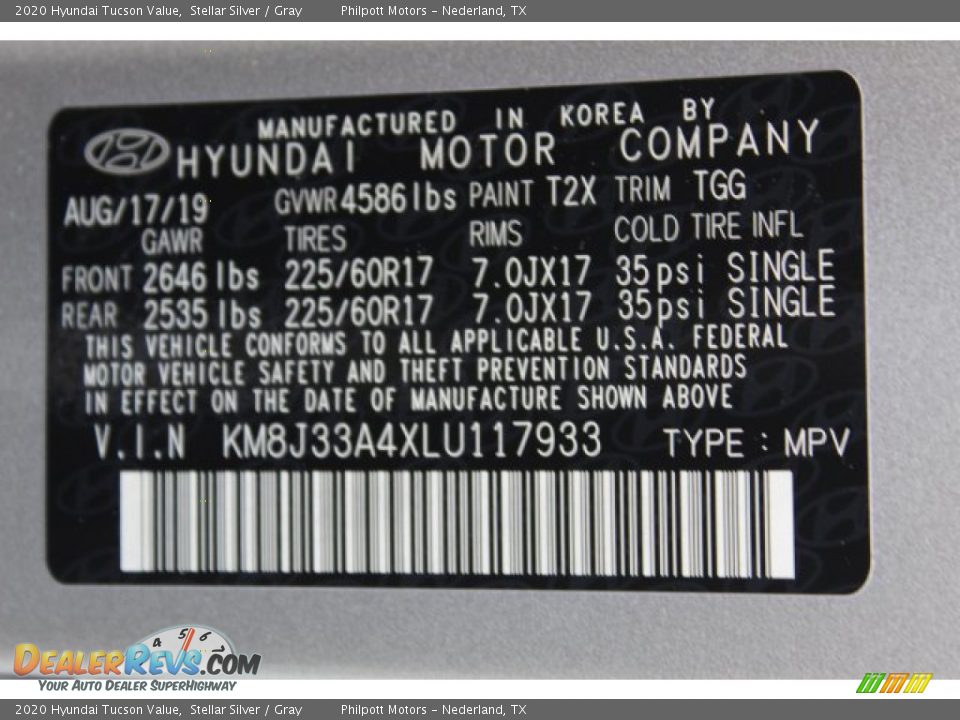 2020 Hyundai Tucson Value, Stellar Silver / Gray Philpott Motors - Nederland, TX
MANUFACTURED IN KOREA BY
HYUNDAI MOTOR COMPANY
AUG/17/19 GVWR 4586 lbs PAINT T2X TRIM TGG
GAWR TIRES RIMS COLD TIRE INFL
FRONT 2646 lbs 225/60R17 7.0JX17 35psi SINGLE
REAR 2535 lbs 225/60R17 7.0JX17 35psi SINGLE
THIS VEHICLE CONFORMS TO ALL APPLICABLE U.S.A. FEDERAL
MOTOR VEHICLE SAFETY AND THEFT PREVENTION STANDARDS
IN EFFECT ON THE DATE OF MANUFACTURE SHOWN ABOVE
V.I.N KM8J33A4XLU117933 TYPE : MPV
4 5 6 7
DEALERREVS.COM
YOUR AUTO DEALER SUPERHIGHWAY
2020 Hyundai Tucson Value, Stellar Silver / Gray Philpott Motors - Nederland, TX